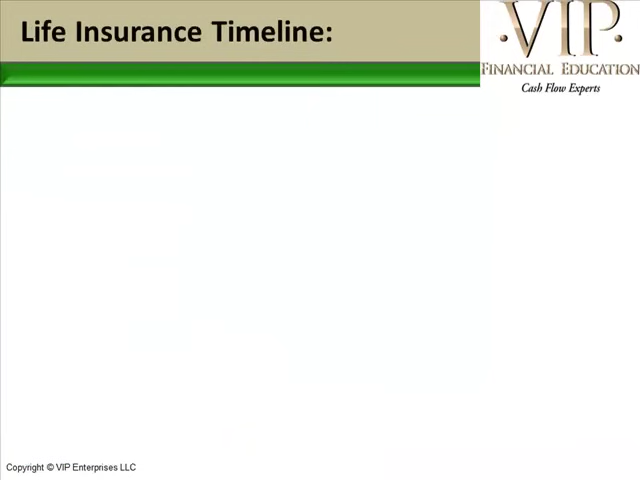 Life Insurance Timeline:
·VIP·
FINANCIAL EDUCATION
Cash Flow Experts
Copyright © VIP Enterprises LLC